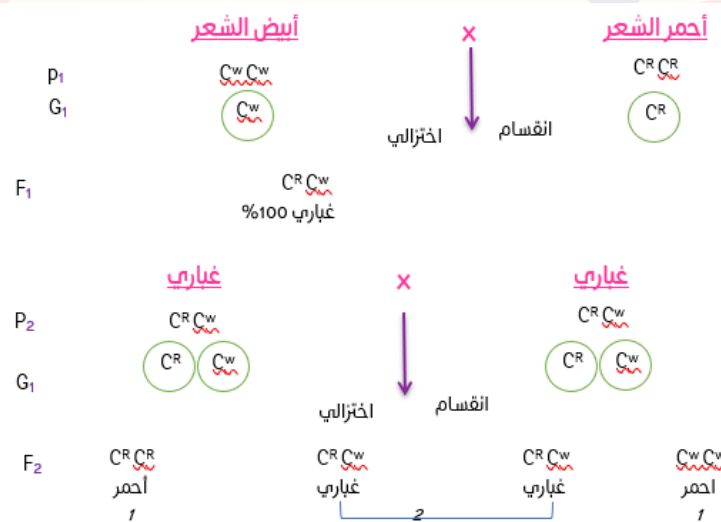 أحمر الشعر × أبيض الشعر
P₁ CᵂCᵂ CᴿCᴿ
G₁ Cᵂ Cᴿ
انقسام اختزالي
F₁ CᴿCᵂ
غباري 100%
غباري × غباري
P₂ CᴿCᵂ CᴿCᵂ
G₁ Cᴿ Cᵂ Cᴿ Cᵂ
انقسام اختزالي
F₂ CᴿCᴿ CᴿCᵂ CᴿCᵂ CᵂCᵂ
أحمر غباري غباري احمر
1 2 1